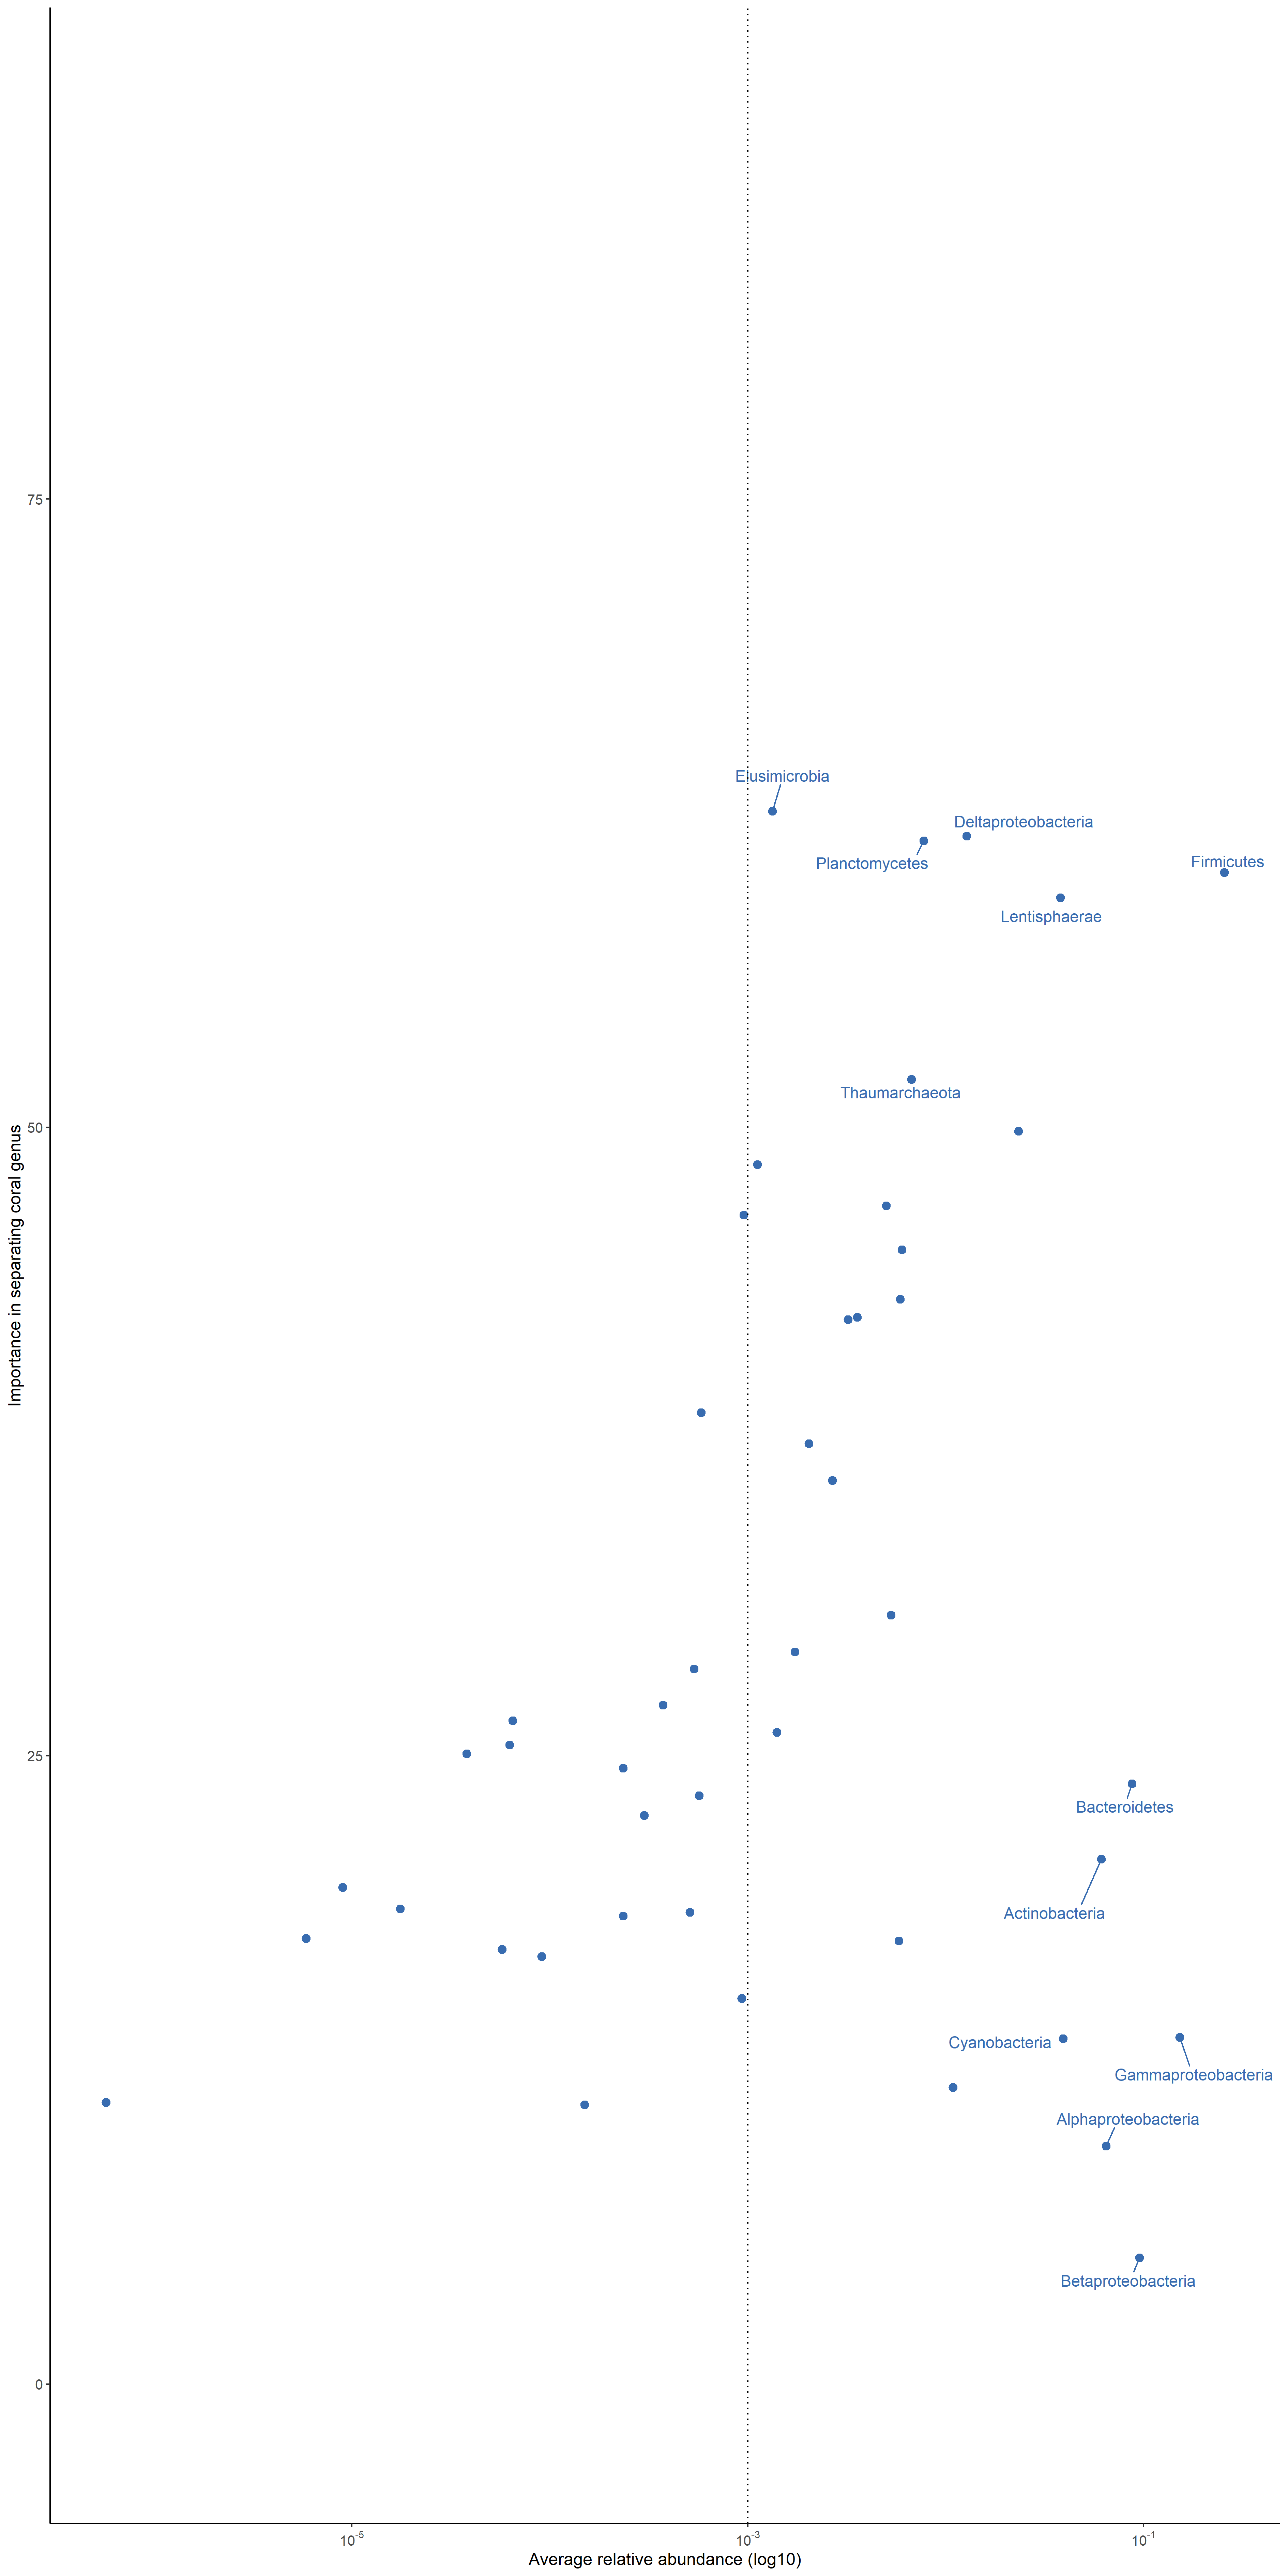 75
Elusimicrobia
Deltaproteobacteria
Planctomycetes
Firmicutes
Lentisphaerae
Thaumarchaeota
50
Importance in separating coral genus
25
Bacteroidetes
Actinobacteria
Cyanobacteria
Gammaproteobacteria
Alphaproteobacteria
Betaproteobacteria
0
10-5
10-3
10-1
Average relative abundance (log10)